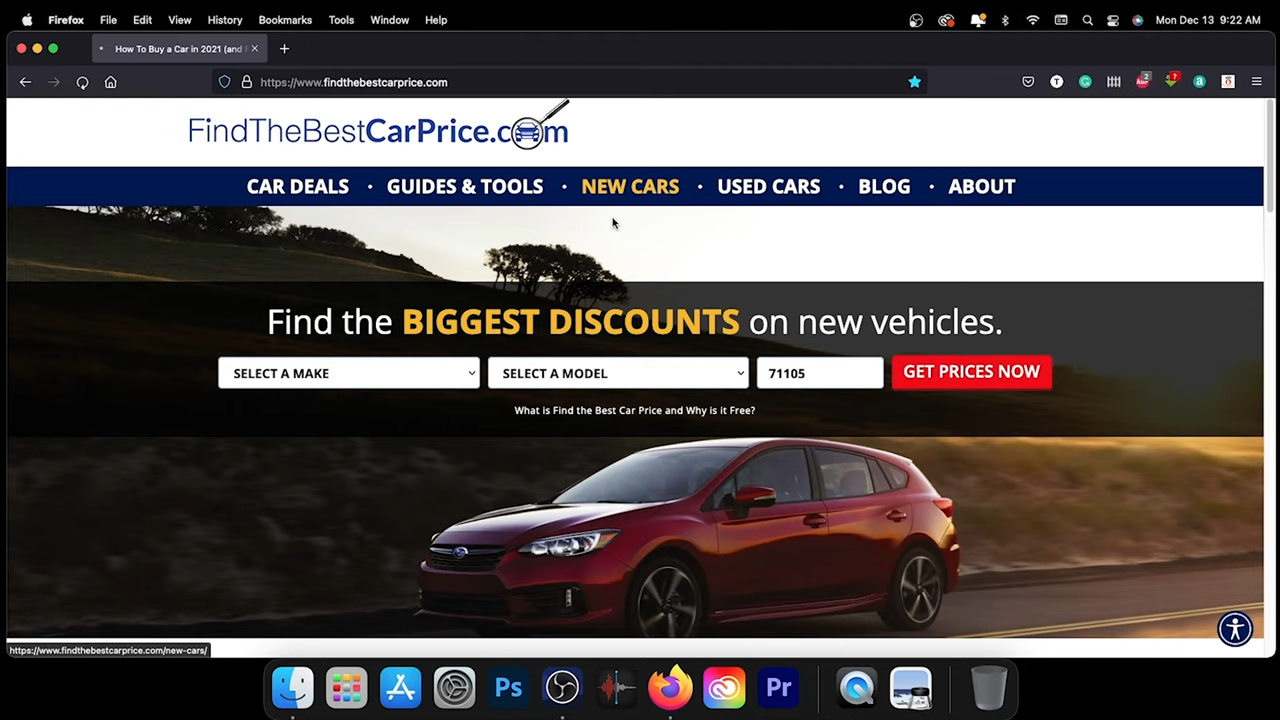 Firefox File Edit View History Bookmarks Tools Window Help Mon Dec 13 9:22 AM
How To Buy a Car in 2021 (and
https://www.findthebestcarprice.com
FindTheBestCarPrice.com
CAR DEALS · GUIDES & TOOLS · NEW CARS · USED CARS · BLOG · ABOUT
Find the BIGGEST DISCOUNTS on new vehicles.
SELECT A MAKE SELECT A MODEL 71105 GET PRICES NOW
What is Find the Best Car Price and Why is it Free?
https://www.findthebestcarprice.com/new-cars/
Ps Pr